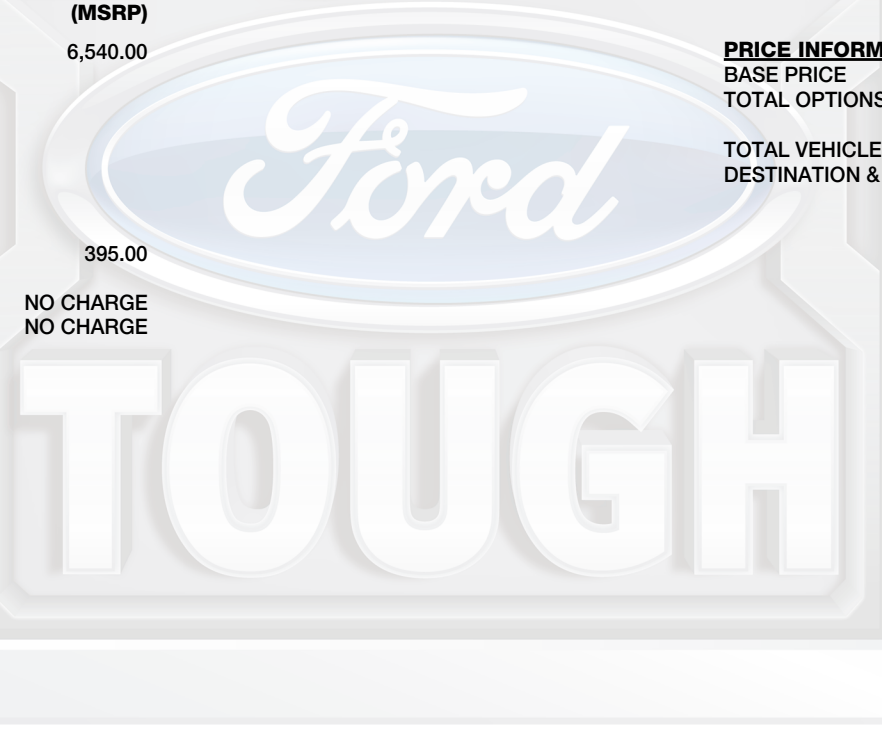 (MSRP)
6,540.00
395.00
NO CHARGE
NO CHARGE
PRICE INFORM
BASE PRICE
TOTAL OPTIONS
TOTAL VEHICLE
DESTINATION &
Ford
TOUGH